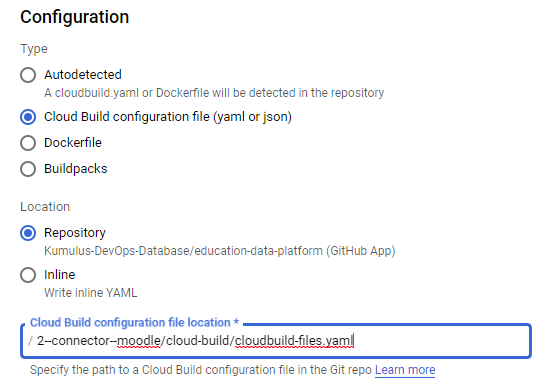 Configuration
Type
Autodetected
A cloudbuild.yaml or Dockerfile will be detected in the repository
Cloud Build configuration file (yaml or json)
Dockerfile
Buildpacks
Location
Repository
Kumulus-DevOps-Database/education-data-platform (GitHub App)
Inline
Write inline YAML
Cloud Build configuration file location *
/ 2--connector--moodle/cloud-build/cloudbuild-files.yaml
Specify the path to a Cloud Build configuration file in the Git repo Learn more